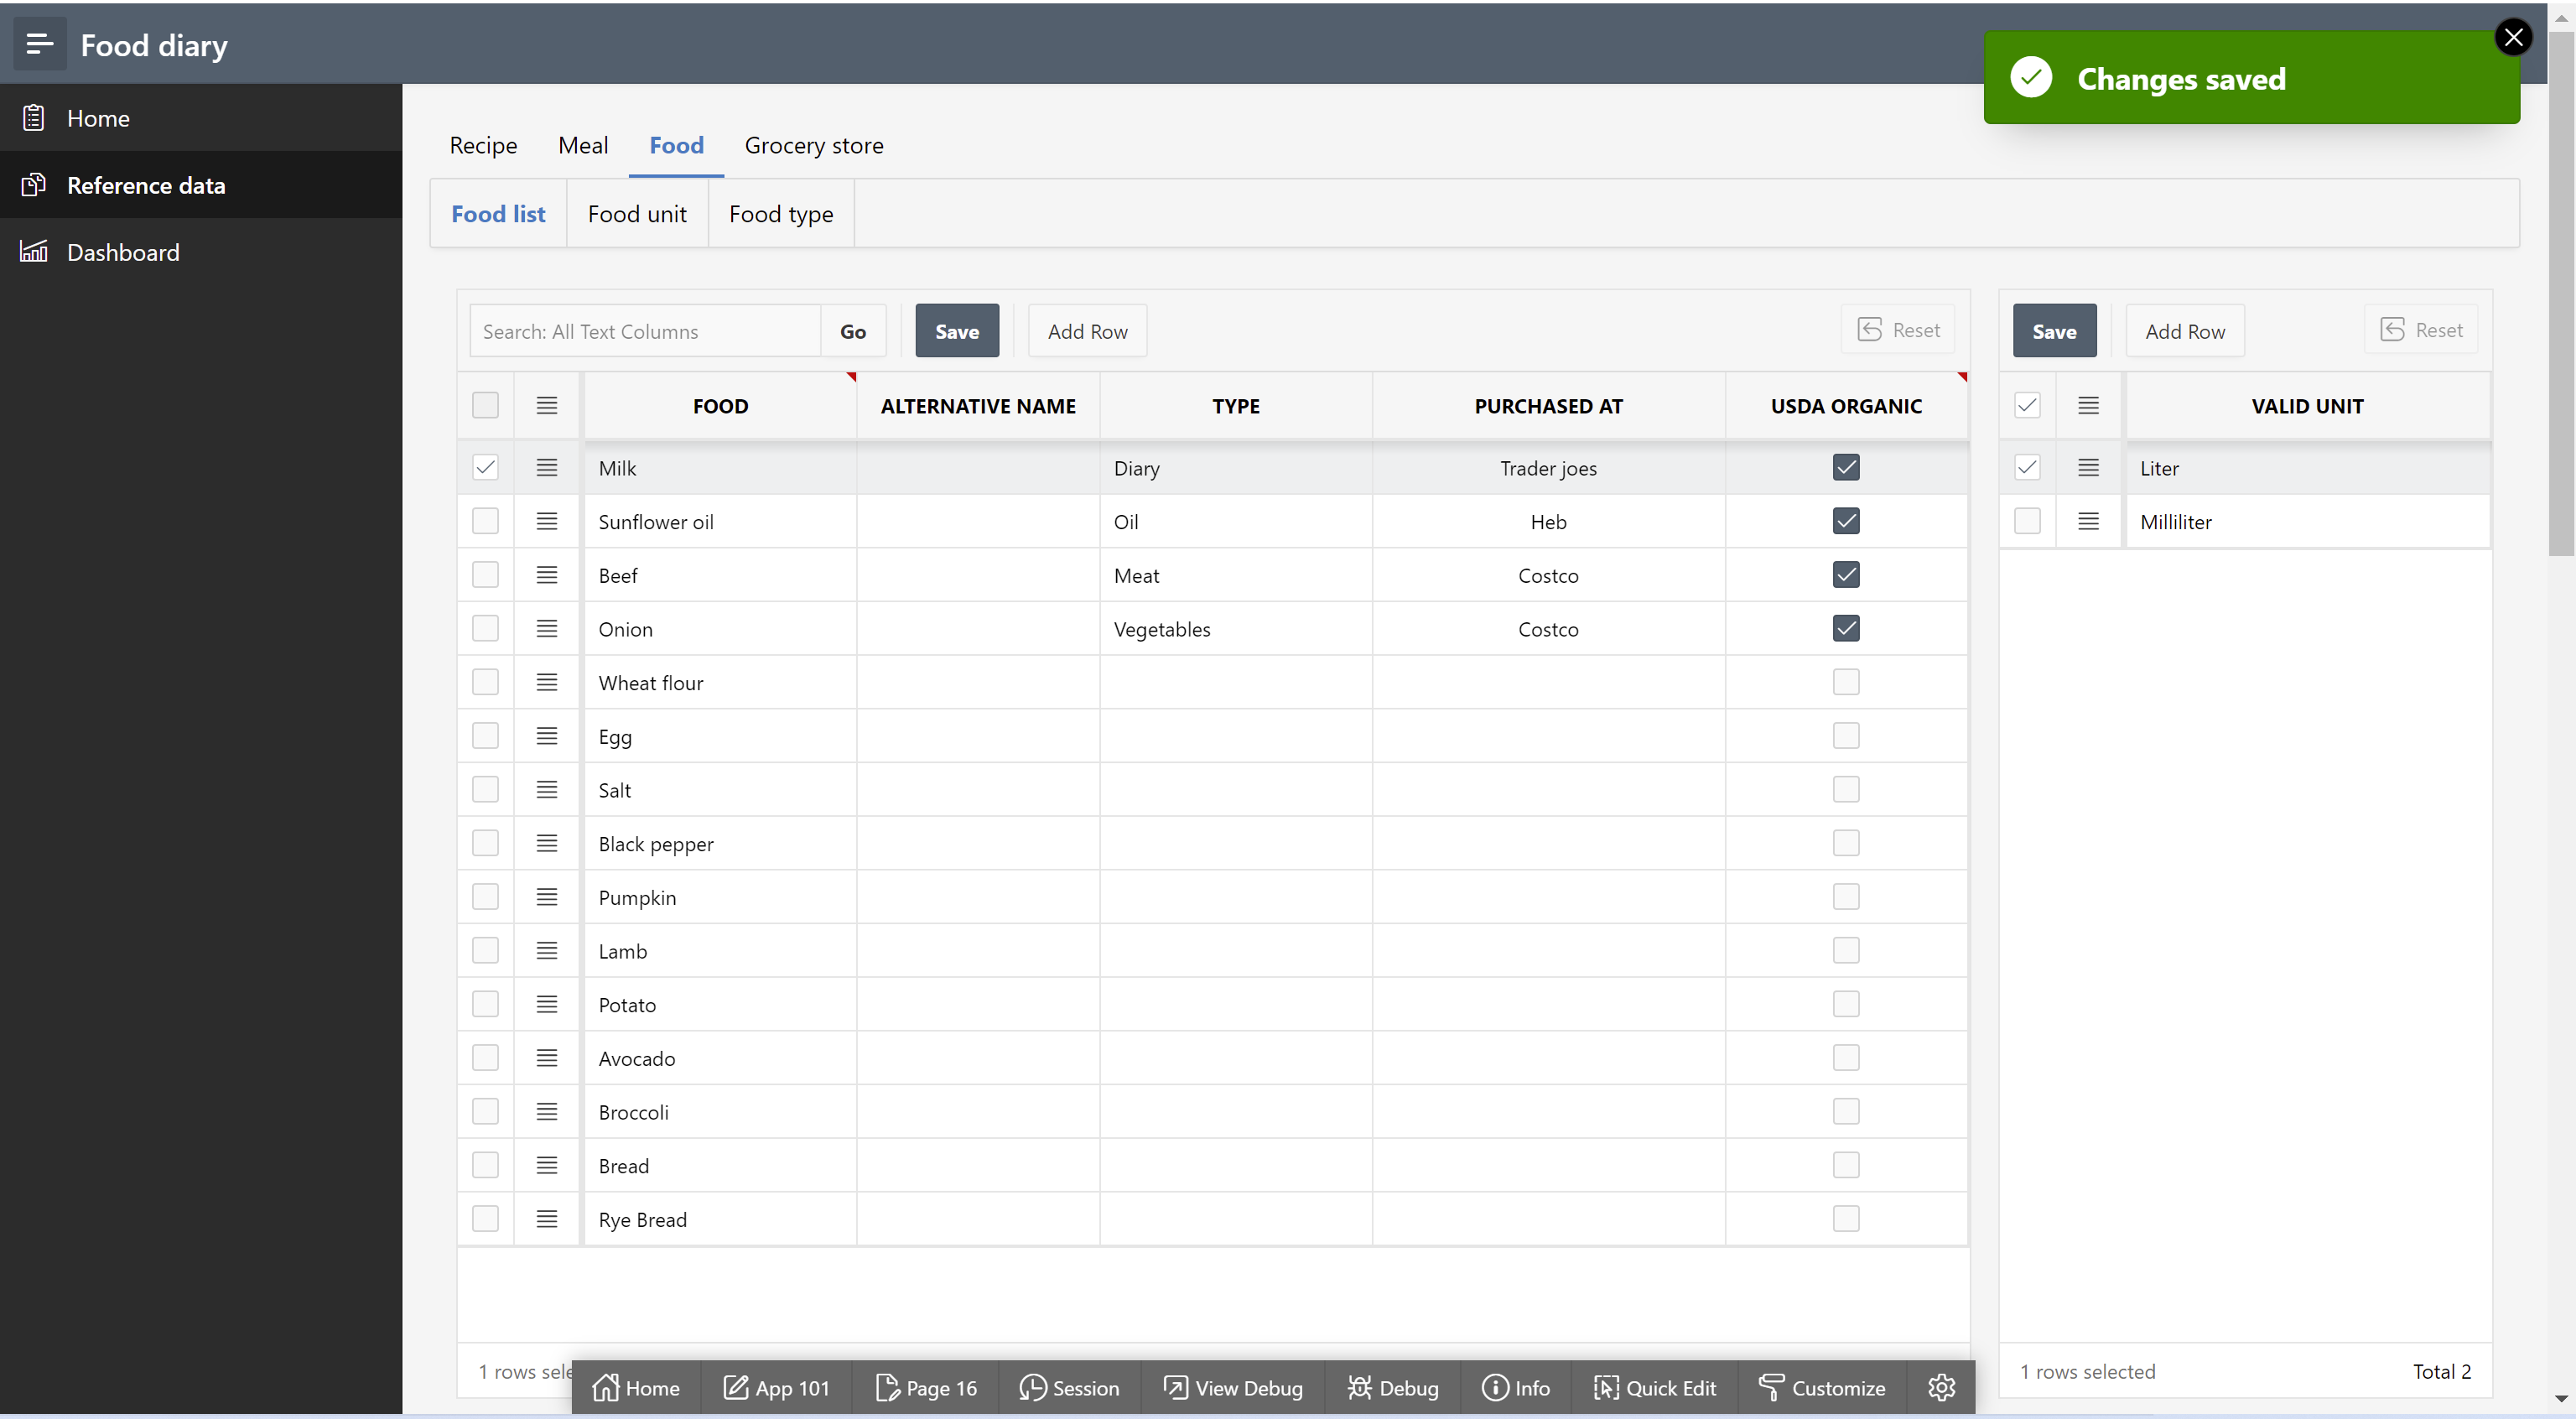 Food diary
Changes saved
Home
Reference data
Dashboard
Recipe Meal Food Grocery store
Food list Food unit Food type
Search: All Text Columns Go Save Add Row Reset
Save Add Row Reset
FOOD ALTERNATIVE NAME TYPE PURCHASED AT USDA ORGANIC
Milk Diary Trader joes
Sunflower oil Oil Heb
Beef Meat Costco
Onion Vegetables Costco
Wheat flour
Egg
Salt
Black pepper
Pumpkin
Lamb
Potato
Avocado
Broccoli
Bread
Rye Bread
VALID UNIT
Liter
Milliliter
1 rows sele
1 rows selected Total 2
Home App 101 Page 16 Session View Debug Debug Info Quick Edit Customize